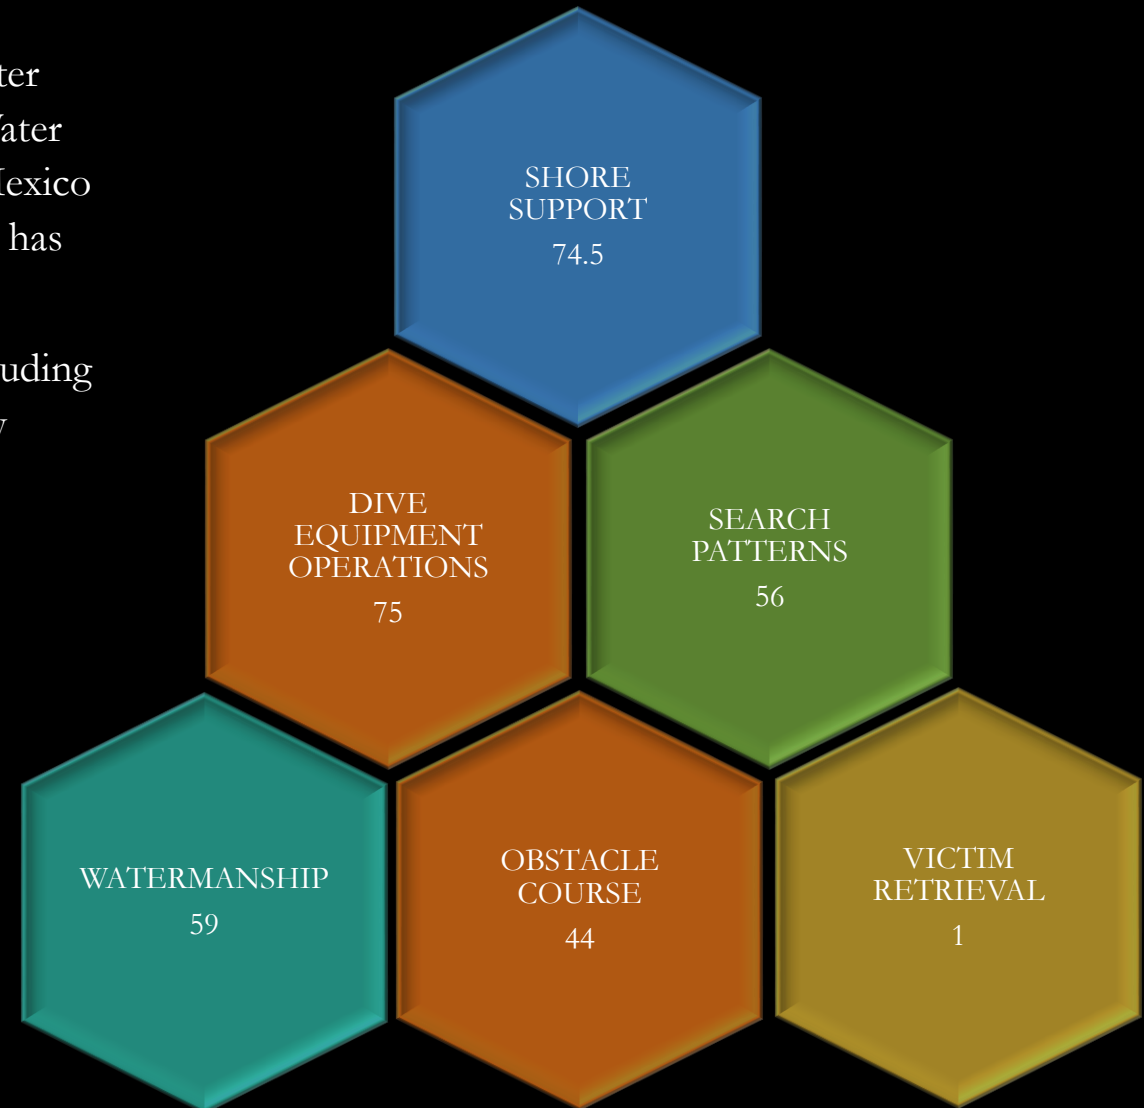 has
SHORE
SUPPORT
74.5
DIVE
EQUIPMENT
OPERATIONS
75
SEARCH
PATTERNS
56
WATERMANSHIP
59
OBSTACLE
COURSE
44
VICTIM
RETRIEVAL
1